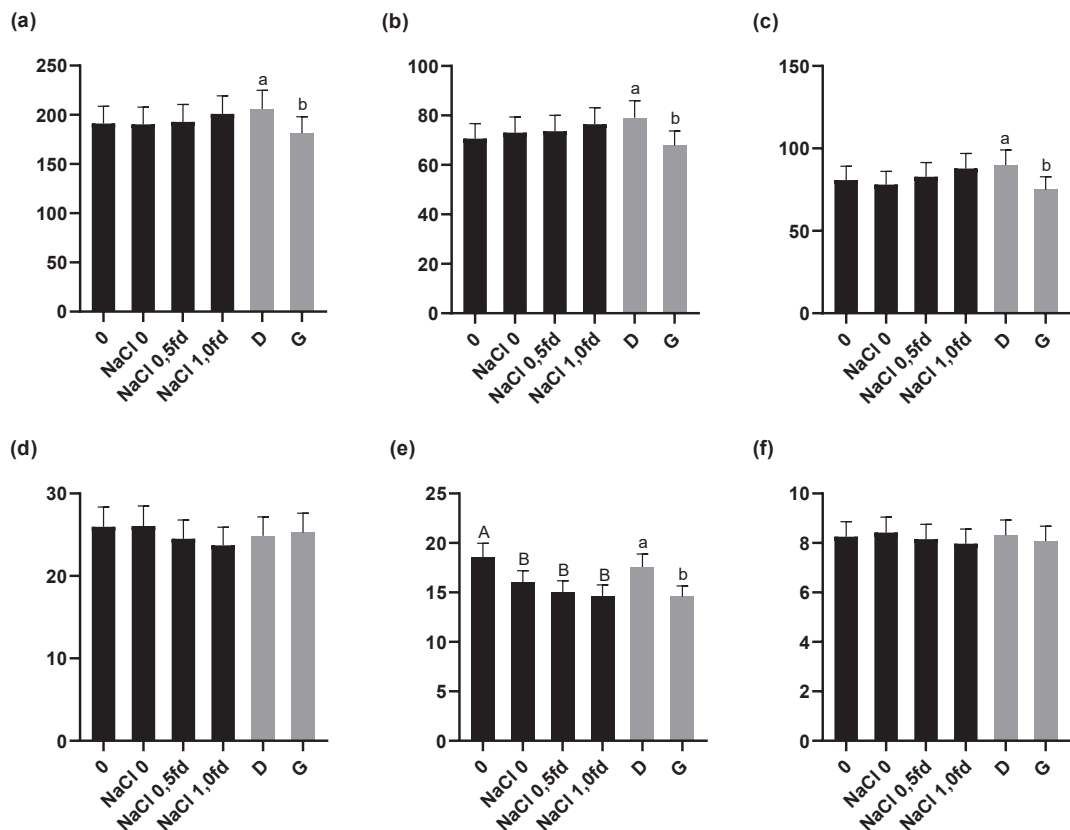 (a)
250
200
150
100
50
0
a
b
0
NaCl 0
NaCl 0,5fd
NaCl 1,0fd
D
G
(b)
100
80
60
40
20
0
a
b
0
NaCl 0
NaCl 0,5fd
NaCl 1,0fd
D
G
(c)
150
100
50
0
a
b
0
NaCl 0
NaCl 0,5fd
NaCl 1,0fd
D
G
(d)
30
20
10
0
0
NaCl 0
NaCl 0,5fd
NaCl 1,0fd
D
G
(e)
25
20
15
10
5
0
A
B
B
B
a
b
0
NaCl 0
NaCl 0,5fd
NaCl 1,0fd
D
G
(f)
10
8
6
4
2
0
0
NaCl 0
NaCl 0,5fd
NaCl 1,0fd
D
G